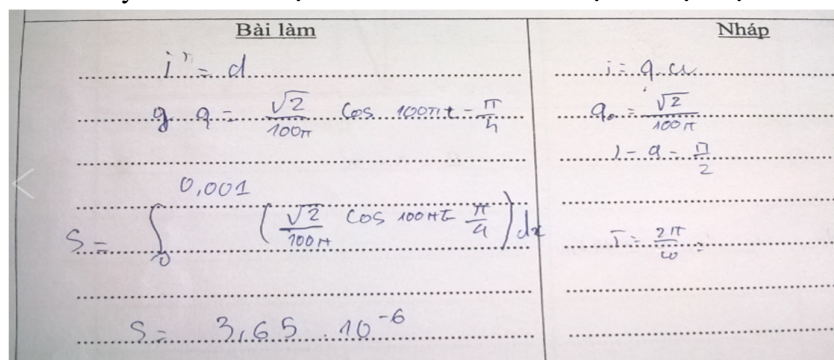 Bài làm
i' = d
q = √2/100π cos 100πt - π/4
S = ∫₀^0,001 (√2/100π cos 100πt - π/4) dx
S = 3,65 . 10⁻⁶
Nháp
i = q.ω
q₀ = √2/100π
i - q - π/2
T = 2π/ω =